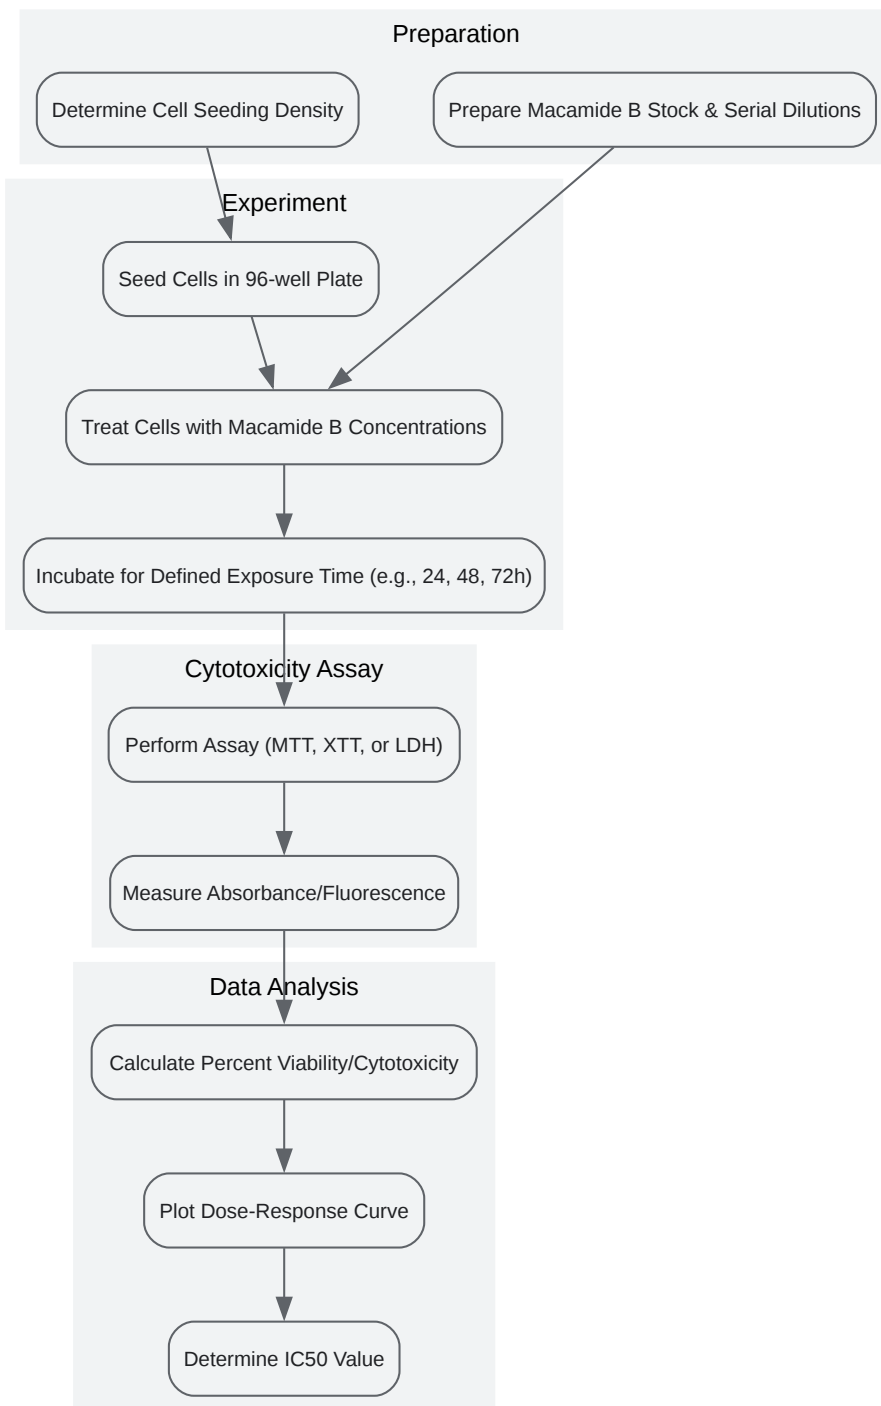 Preparation
Determine Cell Seeding Density
Prepare Macamide B Stock & Serial Dilutions
Experiment
Seed Cells in 96-well Plate
Treat Cells with Macamide B Concentrations
Incubate for Defined Exposure Time (e.g., 24, 48, 72h)
Cytotoxicity Assay
Perform Assay (MTT, XTT, or LDH)
Measure Absorbance/Fluorescence
Data Analysis
Calculate Percent Viability/Cytotoxicity
Plot Dose-Response Curve
Determine IC50 Value